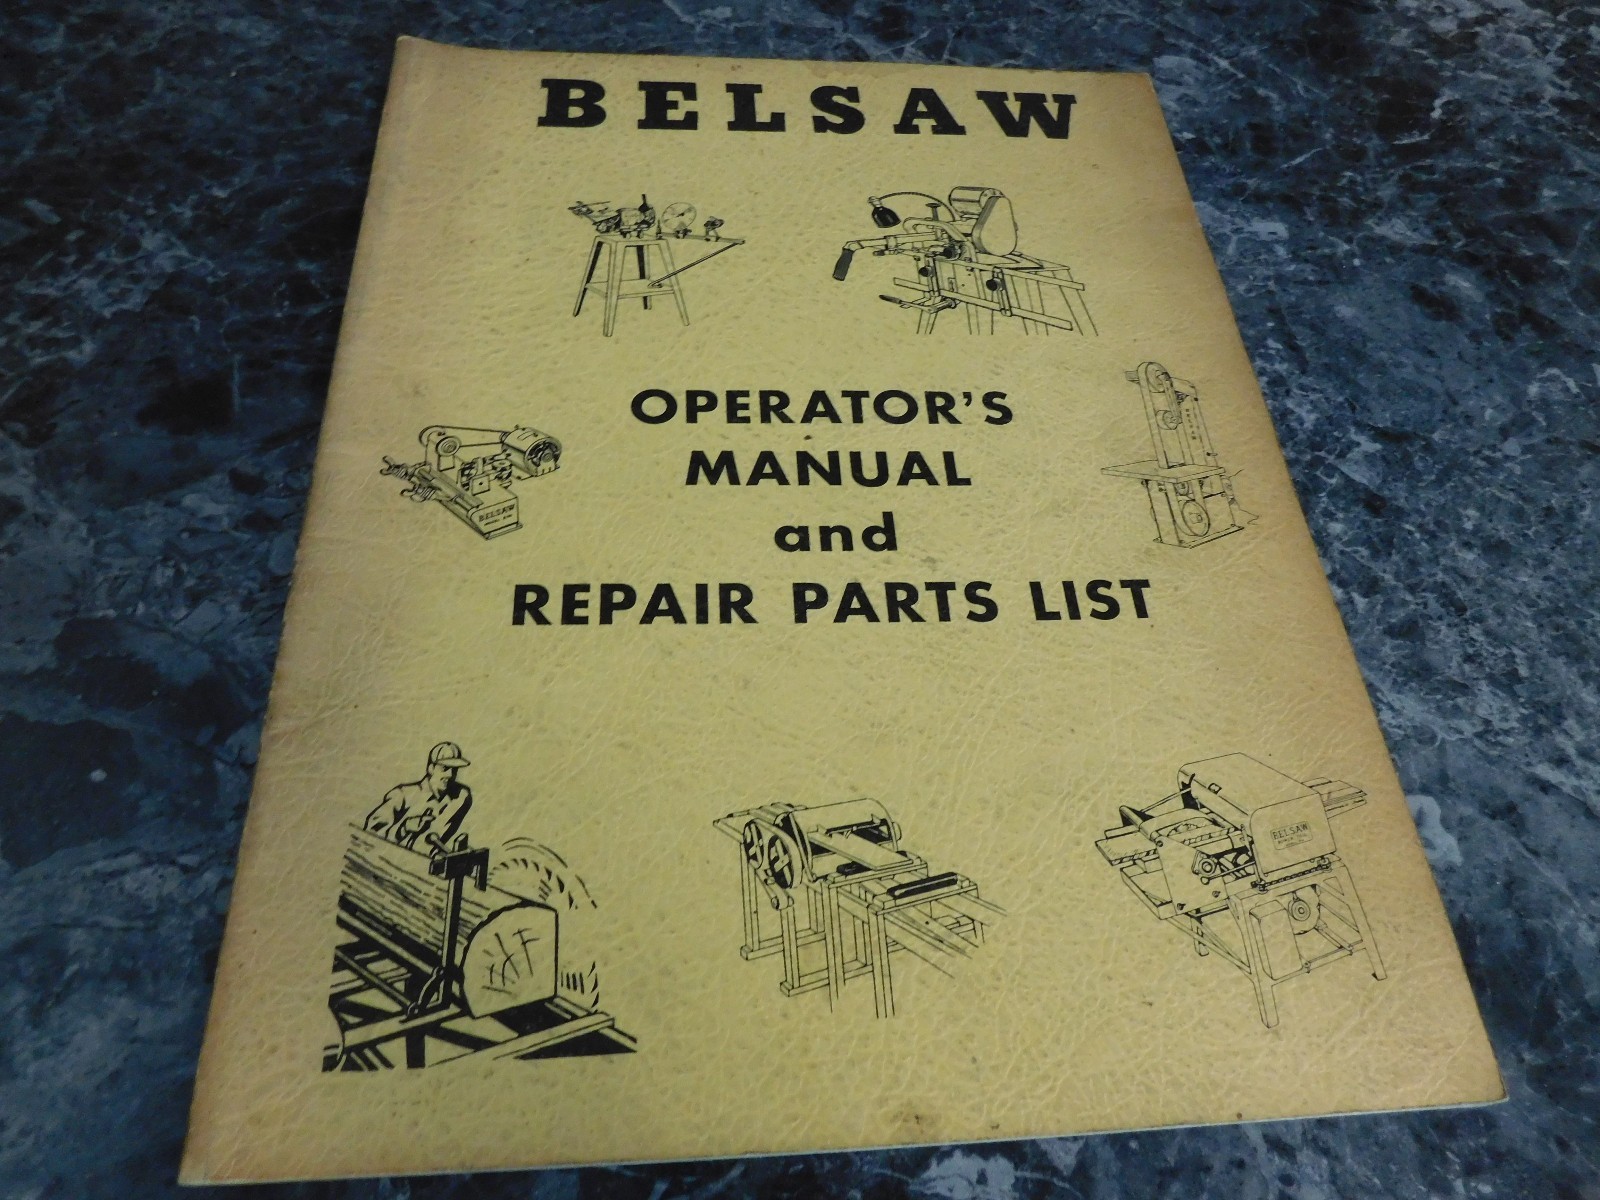 BELSAW
OPERATOR'S
MANUAL
and
REPAIR PARTS LIST
BELSAW
BELSAW